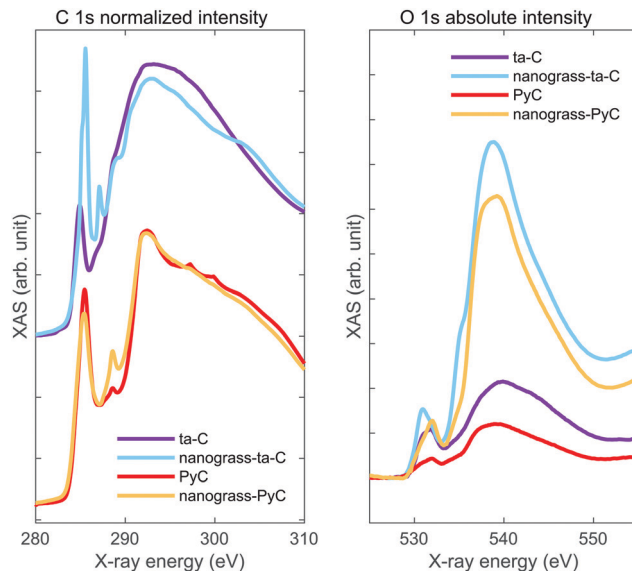 C 1s normalized intensity
XAS (arb. unit)
ta-C
nanograss-ta-C
PyC
nanograss-PyC
280
290
300
310
X-ray energy (eV)
O 1s absolute intensity
XAS (arb. unit)
ta-C
nanograss-ta-C
PyC
nanograss-PyC
530
540
550
X-ray energy (eV)